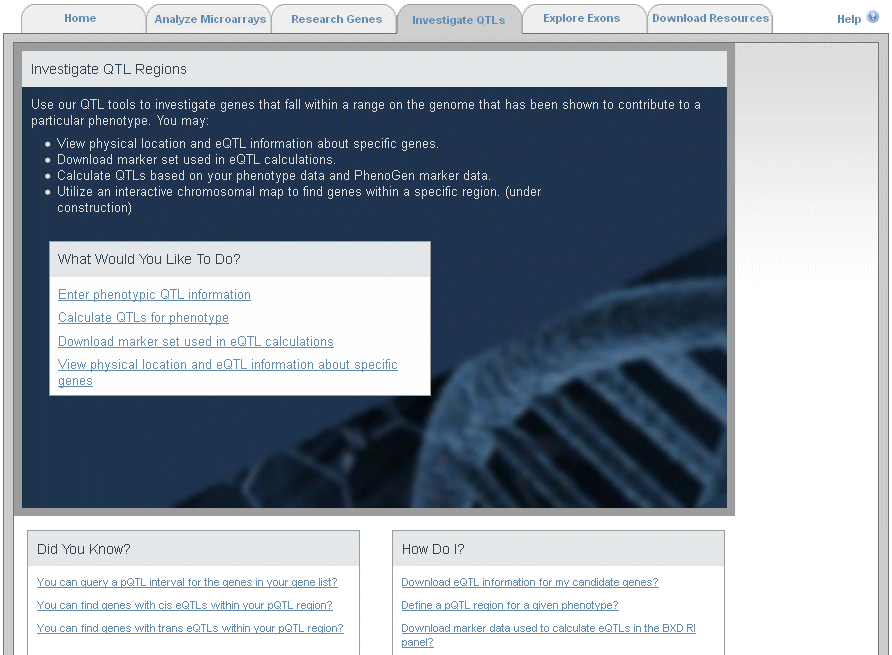 Home
Analyze Microarrays
Research Genes
Investigate QTLs
Explore Exons
Download Resources
Help
Investigate QTL Regions
Use our QTL tools to investigate genes that fall within a range on the genome that has been shown to contribute to a
particular phenotype. You may:
View physical location and eQTL information about specific genes.
Download marker set used in eQTL calculations.
Calculate QTLs based on your phenotype data and PhenoGen marker data.
Utilize an interactive chromosomal map to find genes within a specific region. (under
construction)
What Would You Like To Do?
Enter phenotypic QTL information
Calculate QTLs for phenotype
Download marker set used in eQTL calculations
View physical location and eQTL information about specific
genes
Did You Know?
You can query a pQTL interval for the genes in your gene list?
You can find genes with cis eQTLs within your pQTL region?
You can find genes with trans eQTLs within your pQTL region?
How Do I?
Download eQTL information for my candidate genes?
Define a pQTL region for a given phenotype?
Download marker data used to calculate eQTLs in the BXD RI
panel?